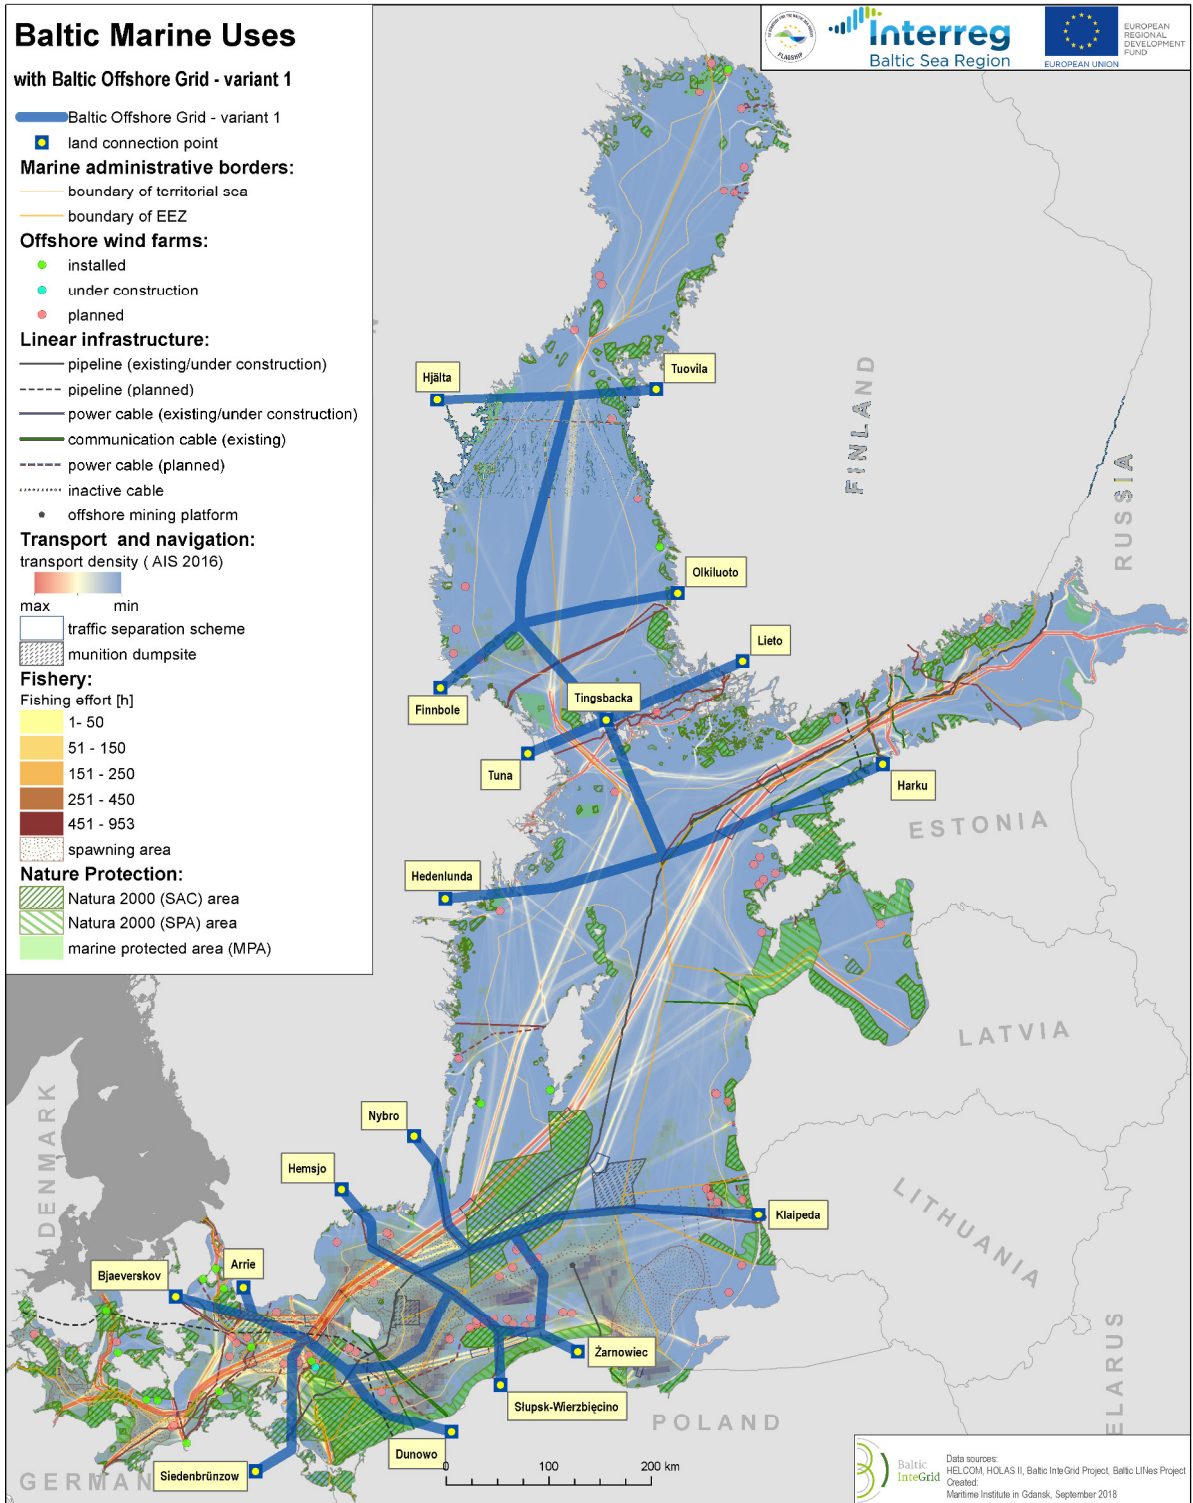 Baltic Marine Uses
with Baltic Offshore Grid - variant 1
Baltic Offshore Grid - variant 1
land connection point
Marine administrative borders:
boundary of territorial sea
boundary of EEZ
Offshore wind farms:
installed
under construction
planned
Linear infrastructure:
pipeline (existing/under construction)
pipeline (planned)
power cable (existing/under construction)
communication cable (existing)
power cable (planned)
inactive cable
offshore mining platform
Transport and navigation:
transport density ( AIS 2016)
max min
traffic separation scheme
munition dumpsite
Fishery:
Fishing effort [h]
1- 50
51 - 150
151 - 250
251 - 450
451 - 953
spawning area
Nature Protection:
Natura 2000 (SAC) area
Natura 2000 (SPA) area
marine protected area (MPA)
FLAGSHIP
Interreg
Baltic Sea Region
EUROPEAN UNION
EUROPEAN
REGIONAL
DEVELOPMENT
FUND
Hjälta
Tuovila
FINLAND
RUSSIA
Olkiluoto
Lieto
Tingsbacka
Finnbole
Tuna
Harku
ESTONIA
Hedenlunda
LATVIA
DENMARK
Nybro
Hemsjo
LITHUANIA
Klaipeda
Arrie
Bjaeverskov
Żarnowiec
ELARUS
Słupsk-Wierzbięcino
POLAND
Dunowo
Siedenbrünzow
GERMAN
0 100 200 km
Baltic
InteGrid
Data sources:
HELCOM, HOLAS II, Baltic InteGrid Project, Baltic LINes Project
Created:
Maritime Institute in Gdansk, September 2018